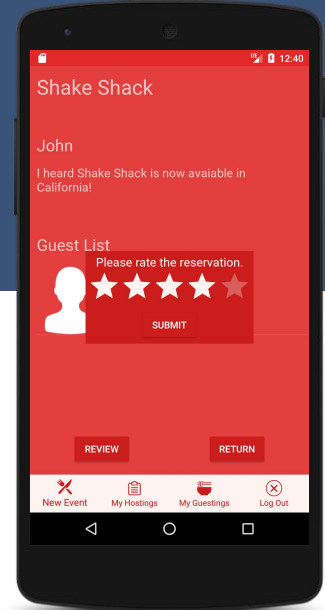 12:40
Shake Shack
John
I heard Shake Shack is now avaiable in
California!
Guest List
Please rate the reservation.
SUBMIT
REVIEW
RETURN
New Event
My Hostings
My Guestings
Log Out